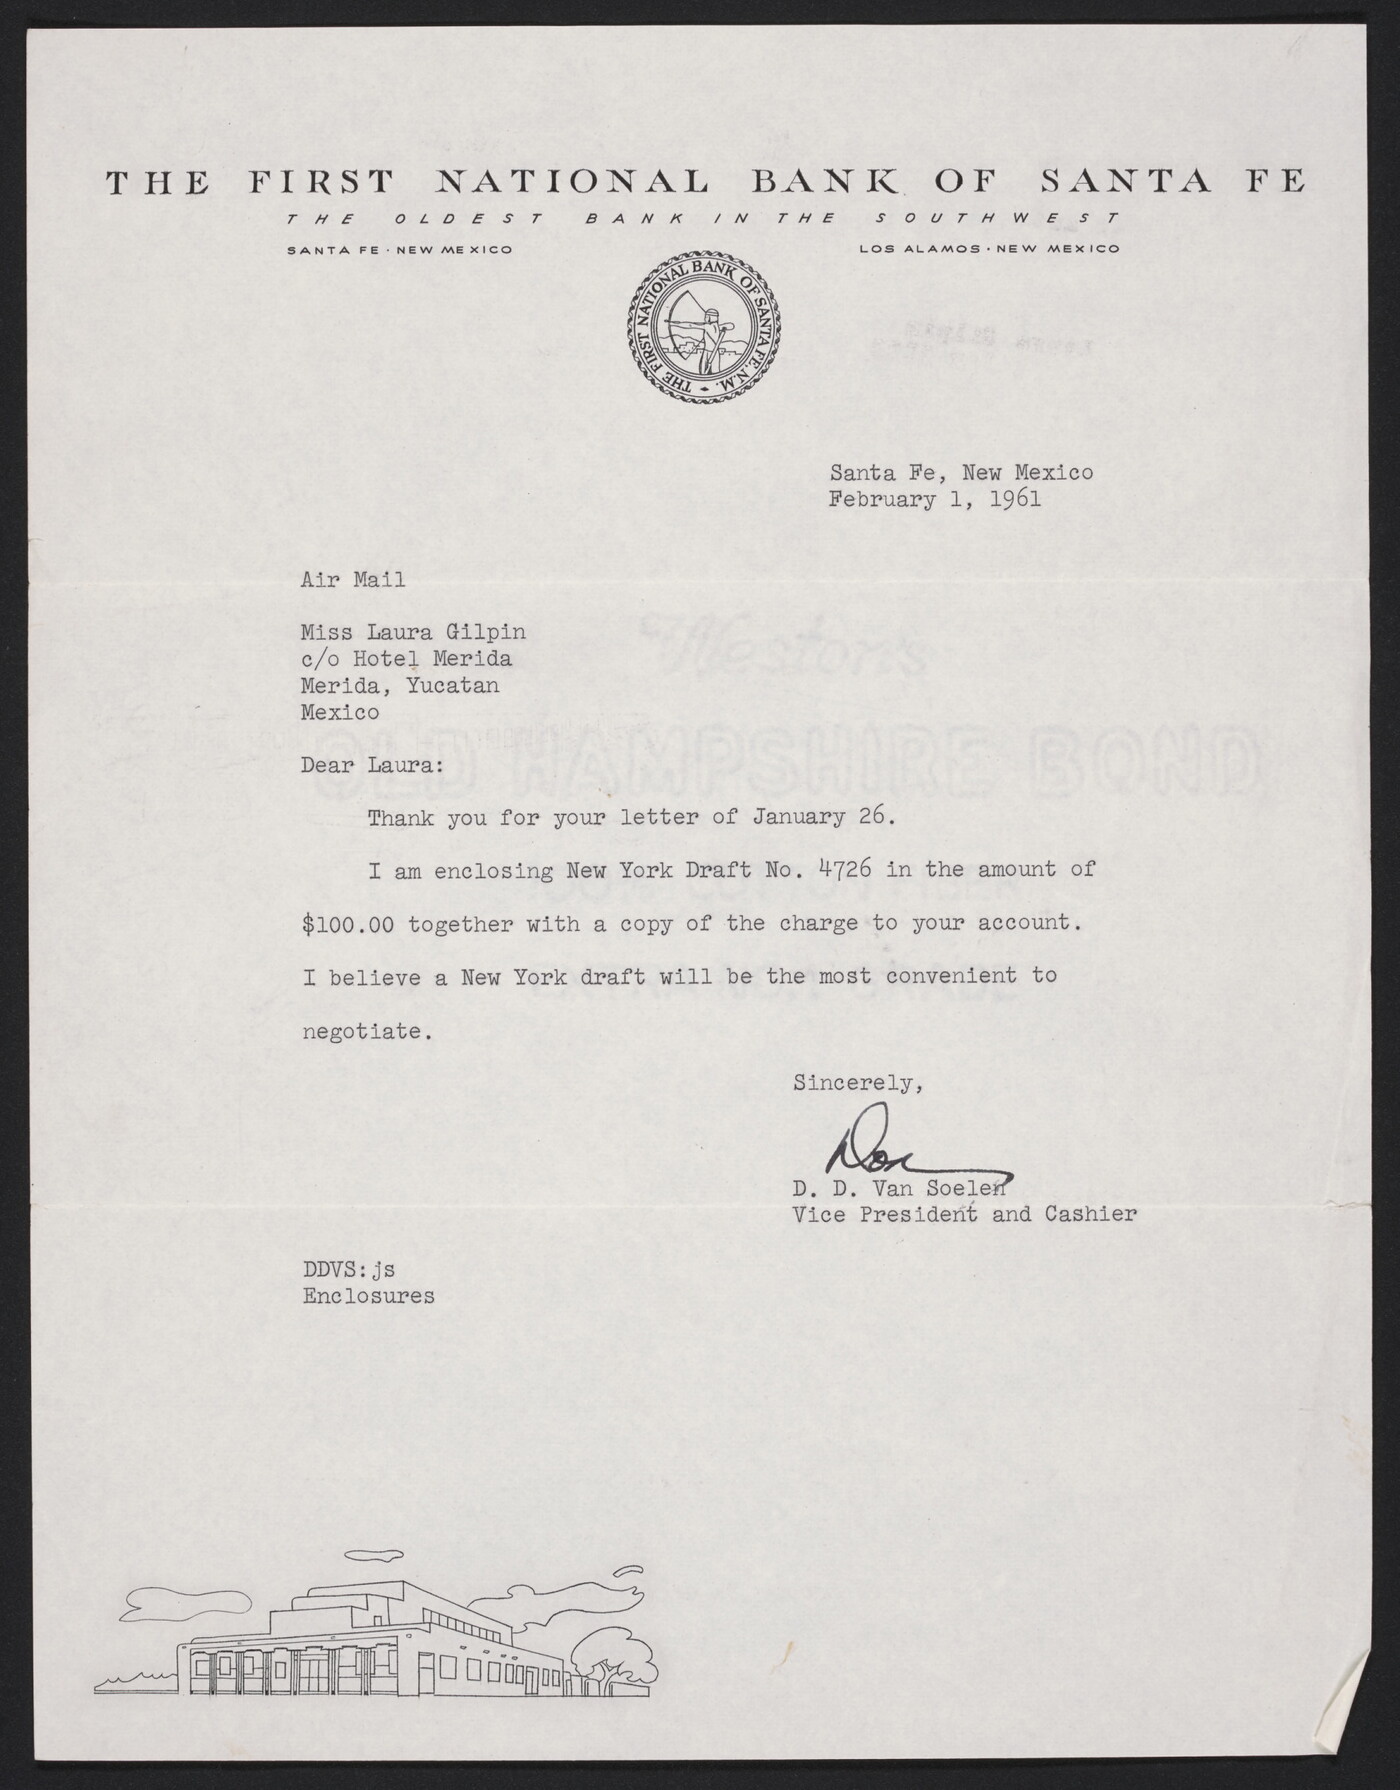 THE FIRST NATIONAL BANK OF SANTA FE
THE OLDEST BANK IN THE SOUTHWEST
SANTA FE · NEW MEXICO
LOS ALAMOS · NEW MEXICO
THE FIRST NATIONAL BANK OF SANTA FE, N.M.
Santa Fe, New Mexico
February 1, 1961
Air Mail
Miss Laura Gilpin
c/o Hotel Merida
Merida, Yucatan
Mexico
Dear Laura:
Thank you for your letter of January 26.
I am enclosing New York Draft No. 4726 in the amount of
$100.00 together with a copy of the charge to your account.
I believe a New York draft will be the most convenient to
negotiate.
Sincerely,
Don
D. D. Van Soelen
Vice President and Cashier
DDVS:js
Enclosures
OLD HAMPSHIRE BOND